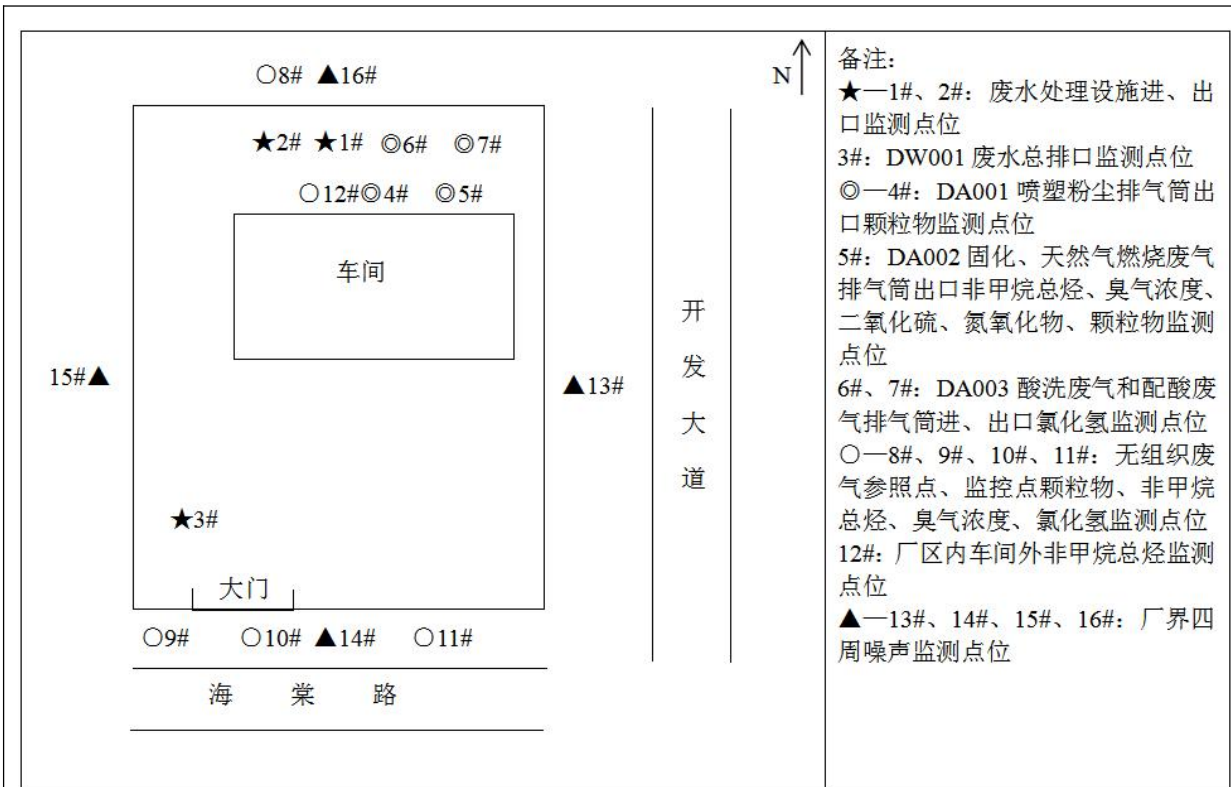 ○8# ▲16#
N
★2# ★1# ◎6# ◎7#
○12#◎4# ◎5#
车间
15#▲
▲13#
开发大道
★3#
大门
○9# ○10# ▲14# ○11#
海棠路
备注：
★—1#、2#：废水处理设施进、出
口监测点位
3#：DW001 废水总排口监测点位
◎—4#：DA001 喷塑粉尘排气筒出
口颗粒物监测点位
5#：DA002 固化、天然气燃烧废气
排气筒出口非甲烷总烃、臭气浓度、
二氧化硫、氮氧化物、颗粒物监测
点位
6#、7#：DA003 酸洗废气和配酸废
气排气筒进、出口氯化氢监测点位
○—8#、9#、10#、11#：无组织废
气参照点、监控点颗粒物、非甲烷
总烃、臭气浓度、氯化氢监测点位
12#：厂区内车间外非甲烷总烃监测
点位
▲—13#、14#、15#、16#：厂界四
周噪声监测点位